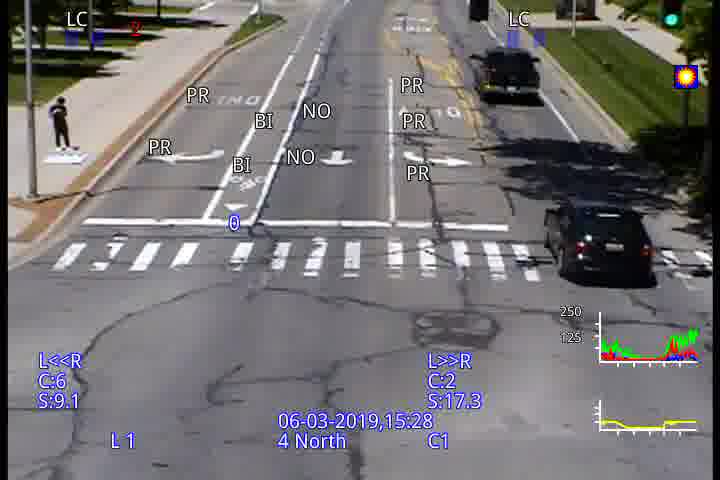 LC
LC
2
PR
PR
BI
NO
PR
PR
BI
NO
PR
0
250
125
L<<R
C:6
S:9.1
L>>R
C:2
S:17.3
06-03-2019,15:28
L 1
4 North
C1